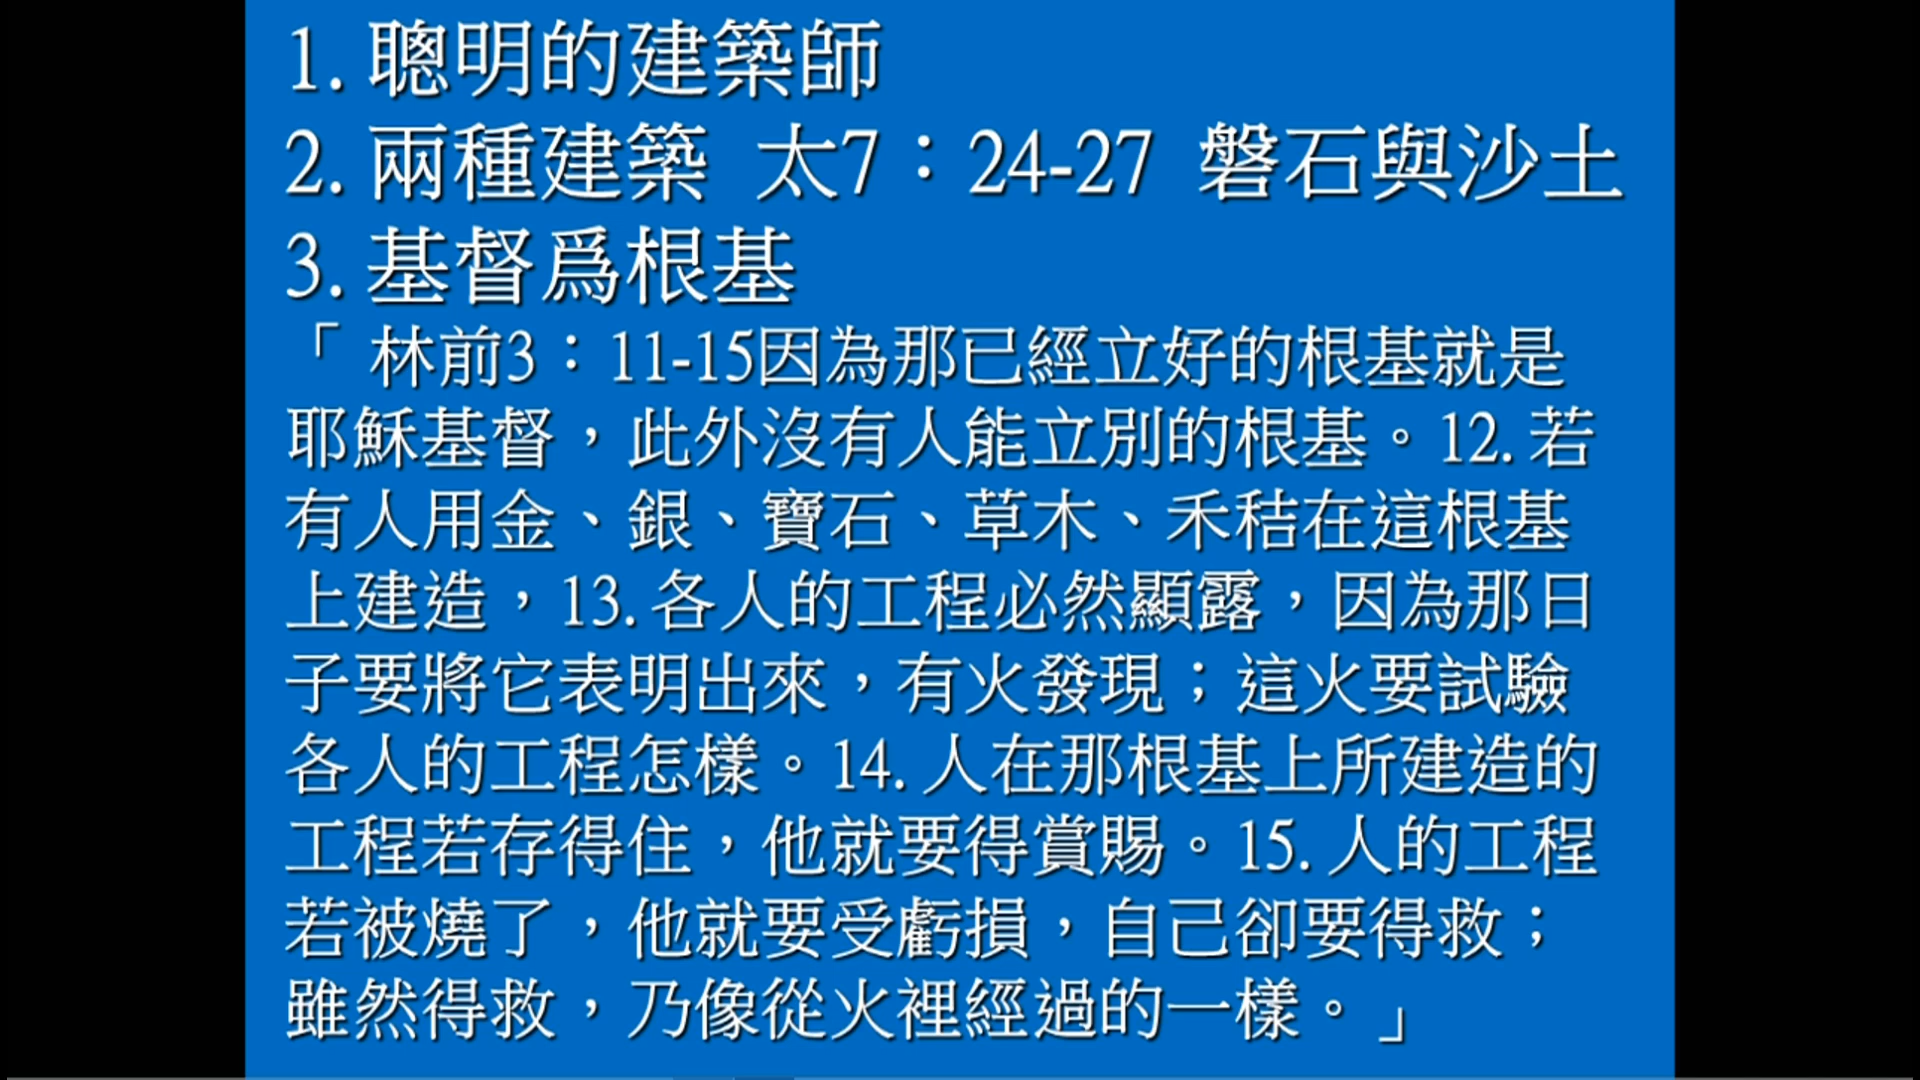 1. 聰明的建築師
2. 兩種建築 太7：24-27 磐石與沙土
3. 基督爲根基
「 林前3：11-15因為那已經立好的根基就是
耶穌基督，此外沒有人能立別的根基。12. 若
有人用金、銀、寶石、草木、禾秸在這根基
上建造，13. 各人的工程必然顯露，因為那日
子要將它表明出來，有火發現；這火要試驗
各人的工程怎樣。14. 人在那根基上所建造的
工程若存得住，他就要得賞賜。15. 人的工程
若被燒了，他就要受虧損，自己卻要得救；
雖然得救，乃像從火裡經過的一樣。」